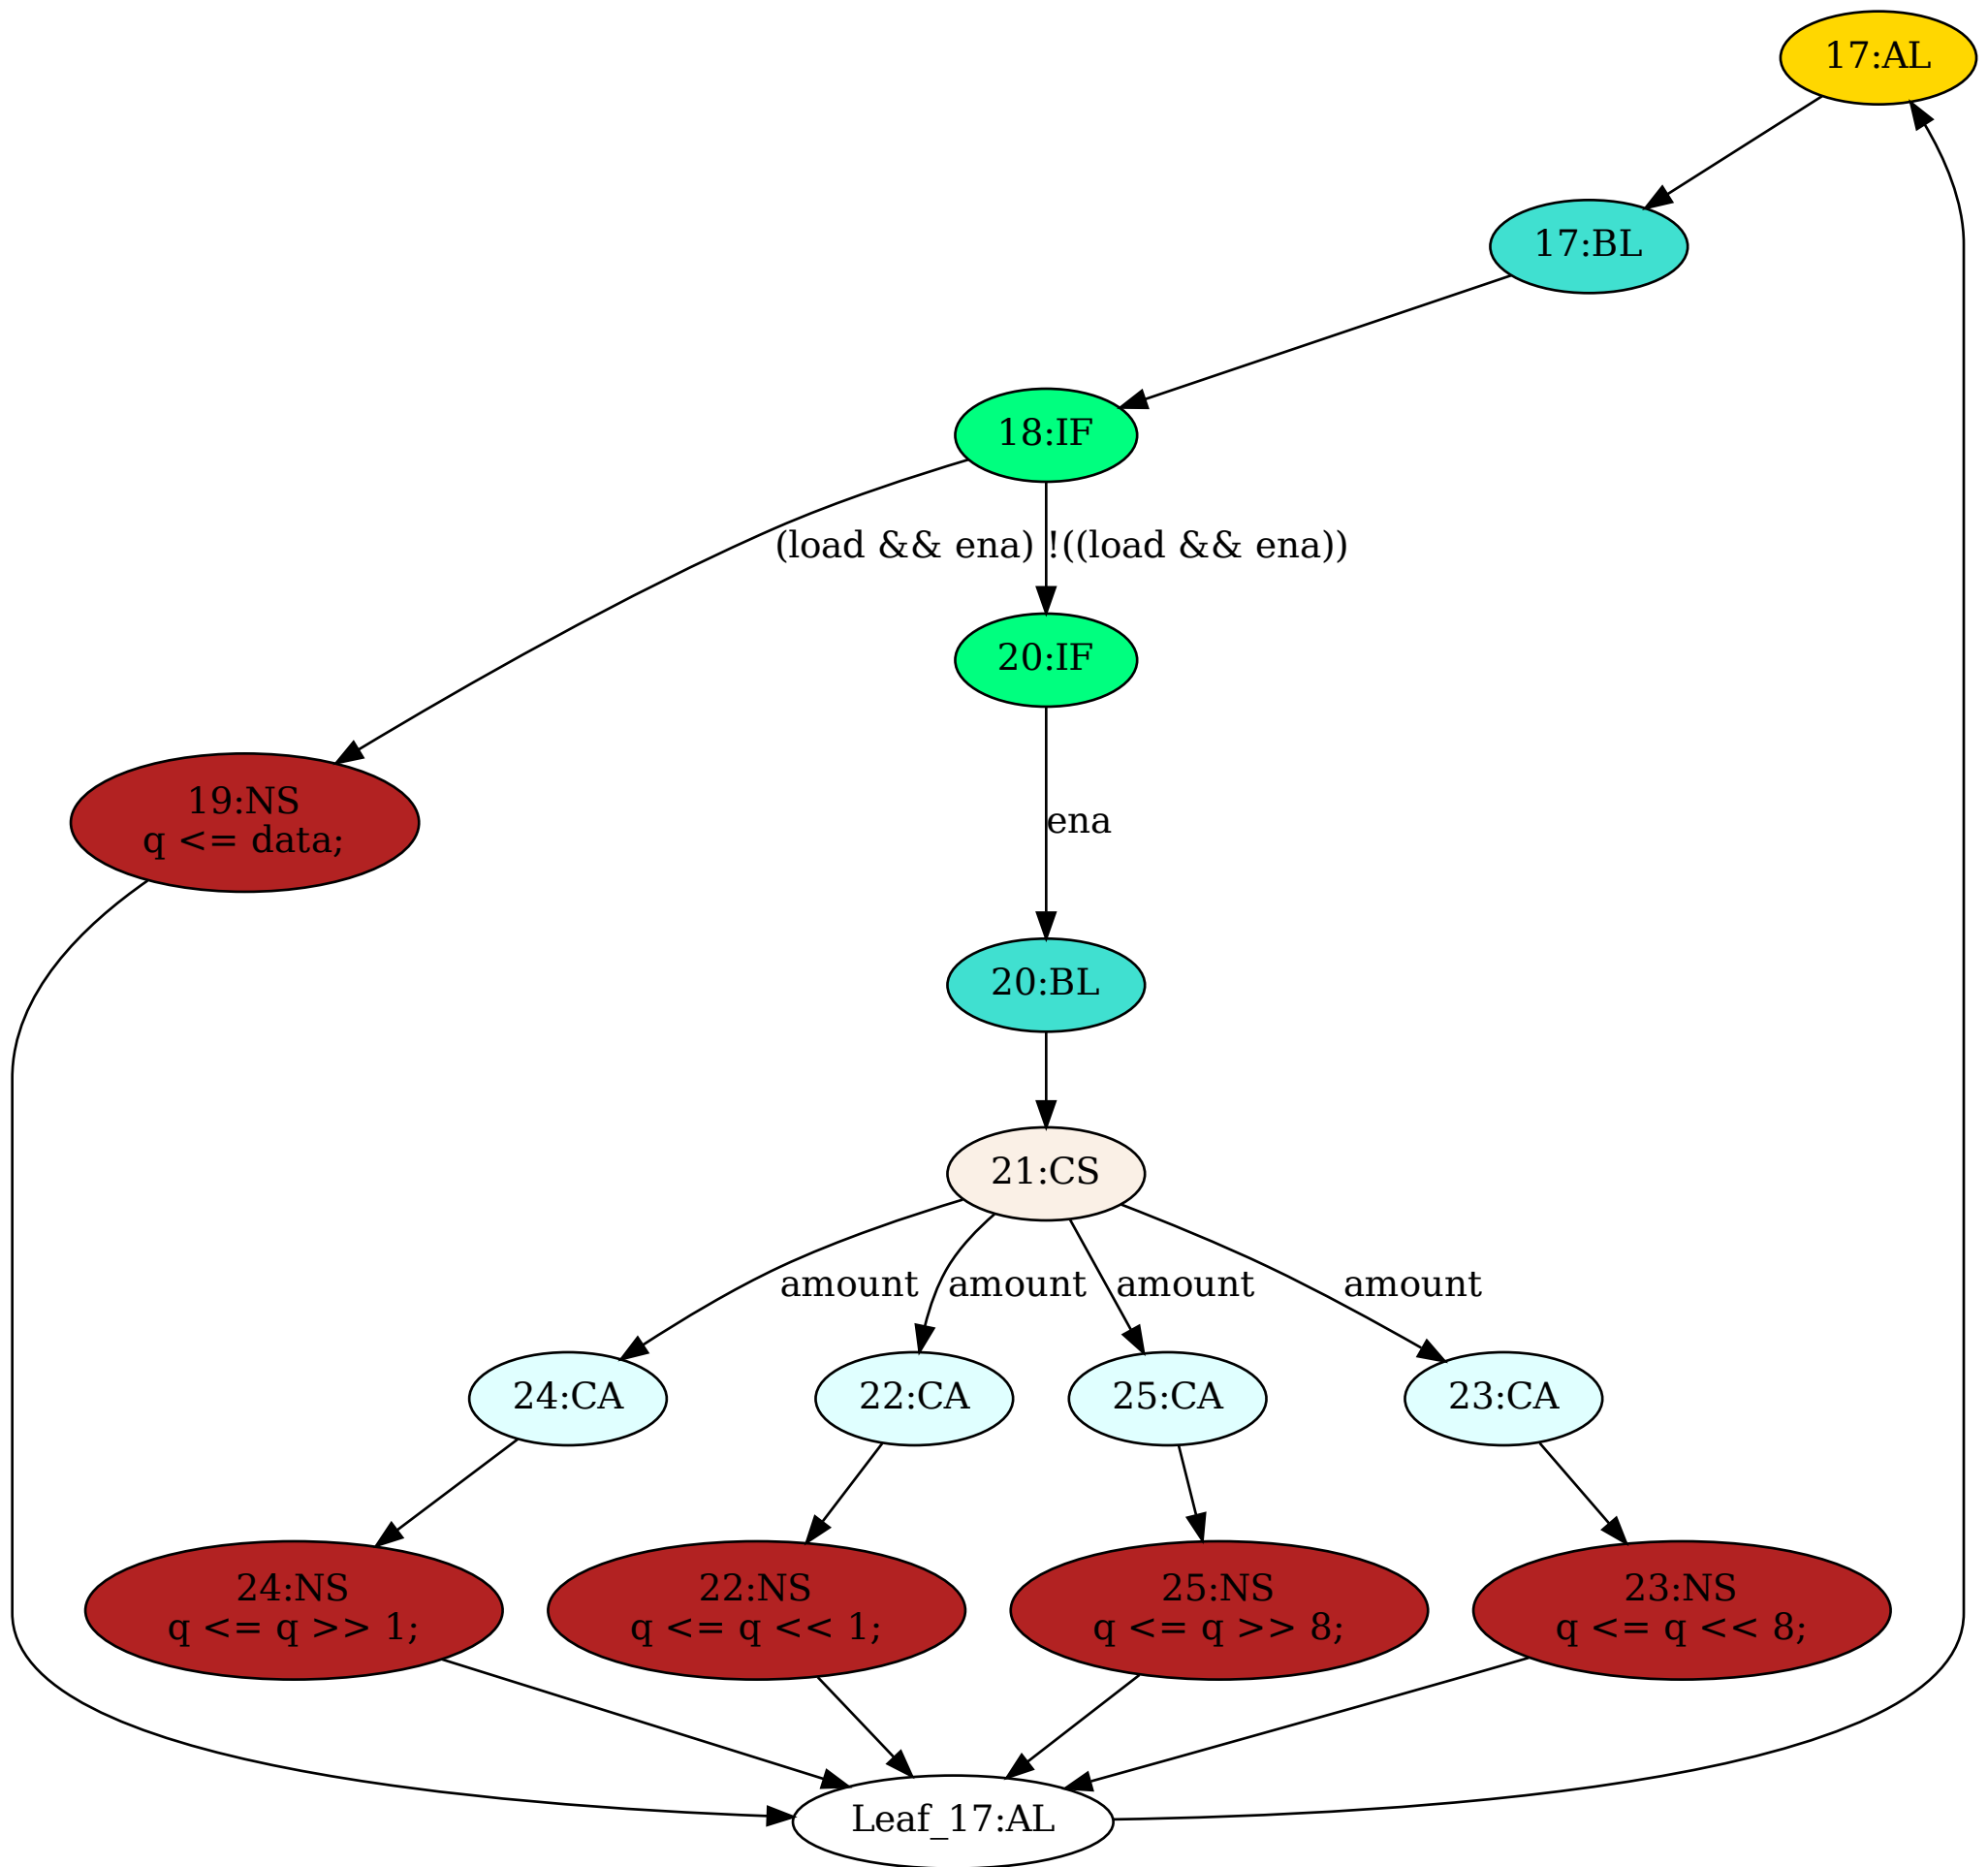 17:AL
17:BL
18:IF
(load && ena)
!((load && ena))
20:IF
19:NS
q <= data;
ena
20:BL
21:CS
amount
amount
amount
amount
24:CA
22:CA
25:CA
23:CA
24:NS
q <= q >> 1;
22:NS
q <= q << 1;
25:NS
q <= q >> 8;
23:NS
q <= q << 8;
Leaf_17:AL